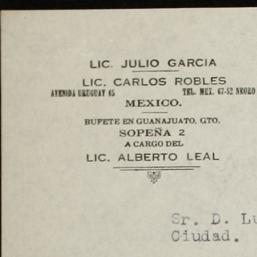 LIC. JULIO GARCIA
LIC. CARLOS ROBLES
AVENIDA URUGUAY 45 TEL. MEX. 67-52 NEGRO
MEXICO.
BUFETE EN GUANAJUATO, GTO.
SOPEÑA 2
A CARGO DEL
LIC. ALBERTO LEAL
Sr. D. Lu
Ciudad.